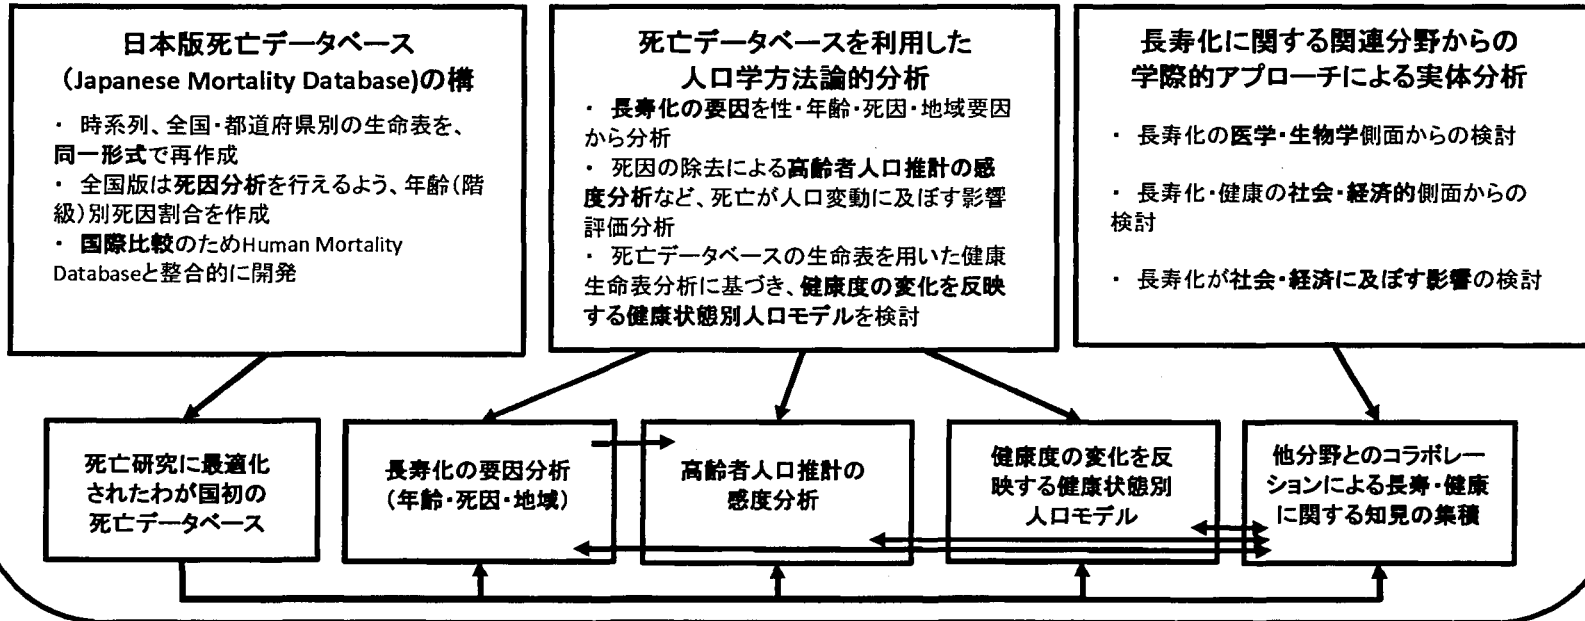 日本版死亡データベース
(Japanese Mortality Database)の構
・ 時系列、全国・都道府県別の生命表を、
同一形式で再作成
・ 全国版は死因分析を行えるよう、年齢(階
級)別死因割合を作成
・ 国際比較のためHuman Mortality
Databaseと整合的に開発
死亡データベースを利用した
人口学方法論的分析
・ 長寿化の要因を性・年齢・死因・地域要因
から分析
・ 死因の除去による高齢者人口推計の感
度分析など、死亡が人口変動に及ぼす影響
評価分析
・ 死亡データベースの生命表を用いた健康
生命表分析に基づき、健康度の変化を反映
する健康状態別人口モデルを検討
長寿化に関する関連分野からの
学際的アプローチによる実体分析
・ 長寿化の医学・生物学側面からの検討
・ 長寿化・健康の社会・経済的側面からの
検討
・ 長寿化が社会・経済に及ぼす影響の検討
死亡研究に最適化
されたわが国初の
死亡データベース
長寿化の要因分析
(年齢・死因・地域)
高齢者人口推計の
感度分析
健康度の変化を反
映する健康状態別
人口モデル
他分野とのコラボレー
ションによる長寿・健康
に関する知見の集積